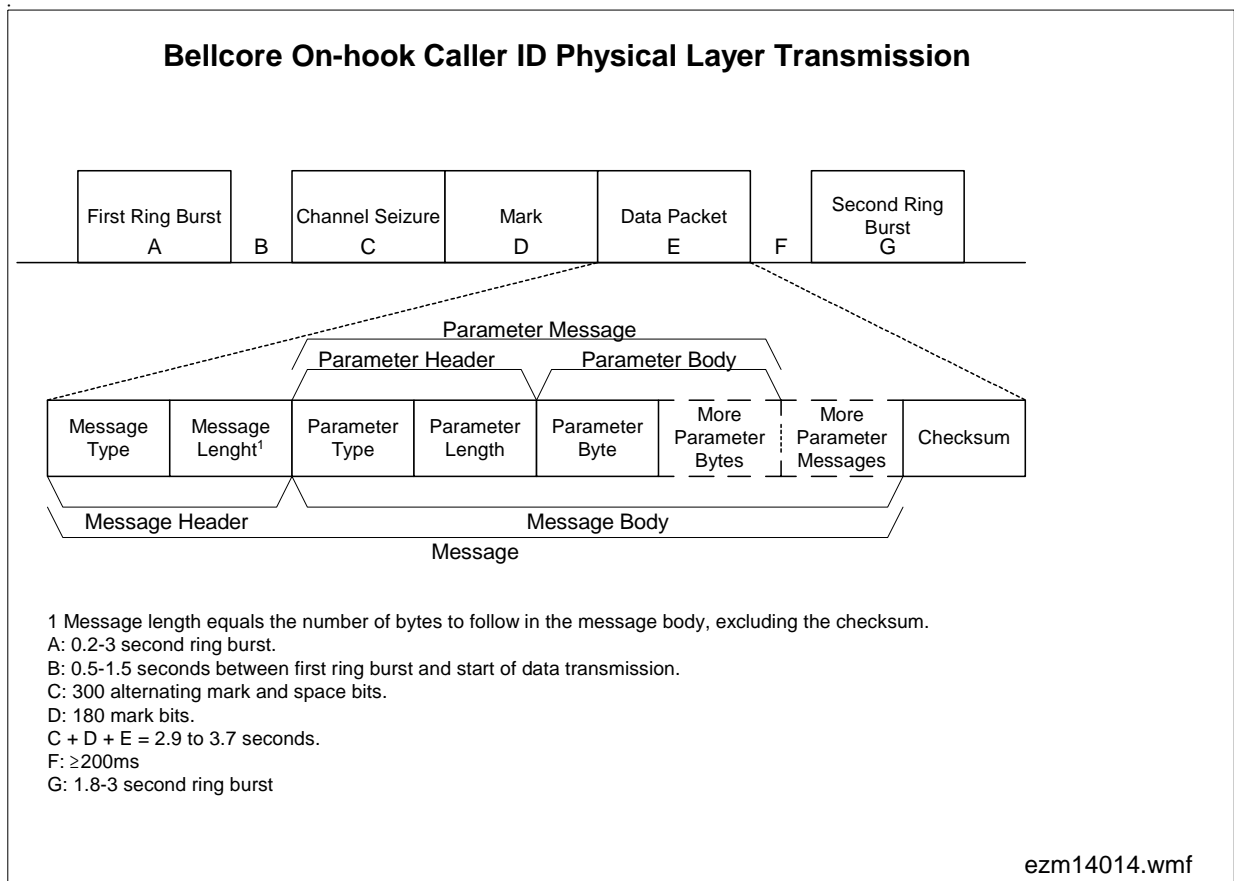 Bellcore On-hook Caller ID Physical Layer Transmission
First Ring Burst
A
B
Channel Seizure
C
Mark
D
Data Packet
E
F
Second Ring
Burst
G
Parameter Message
Parameter Header
Parameter Body
Message
Type
Message
Lenght¹
Parameter
Type
Parameter
Length
Parameter
Byte
More
Parameter
Bytes
More
Parameter
Messages
Checksum
Message Header
Message Body
Message
1 Message length equals the number of bytes to follow in the message body, excluding the checksum.
A: 0.2-3 second ring burst.
B: 0.5-1.5 seconds between first ring burst and start of data transmission.
C: 300 alternating mark and space bits.
D: 180 mark bits.
C + D + E = 2.9 to 3.7 seconds.
F: ≥200ms
G: 1.8-3 second ring burst
ezm14014.wmf